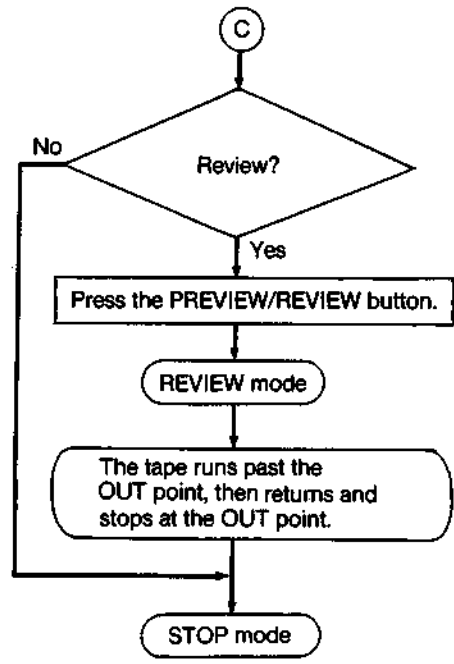 C
Review?
No
Yes
Press the PREVIEW/REVIEW button.
REVIEW mode
The tape runs past the
OUT point, then returns and
stops at the OUT point.
STOP mode